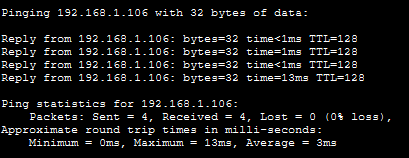 Pinging 192.168.1.106 with 32 bytes of data:
Reply from 192.168.1.106: bytes=32 time<1ms TTL=128
Reply from 192.168.1.106: bytes=32 time<1ms TTL=128
Reply from 192.168.1.106: bytes=32 time<1ms TTL=128
Reply from 192.168.1.106: bytes=32 time=13ms TTL=128
Ping statistics for 192.168.1.106:
Packets: Sent = 4, Received = 4, Lost = 0 (0% loss),
Approximate round trip times in milli-seconds:
Minimum = 0ms, Maximum = 13ms, Average = 3ms